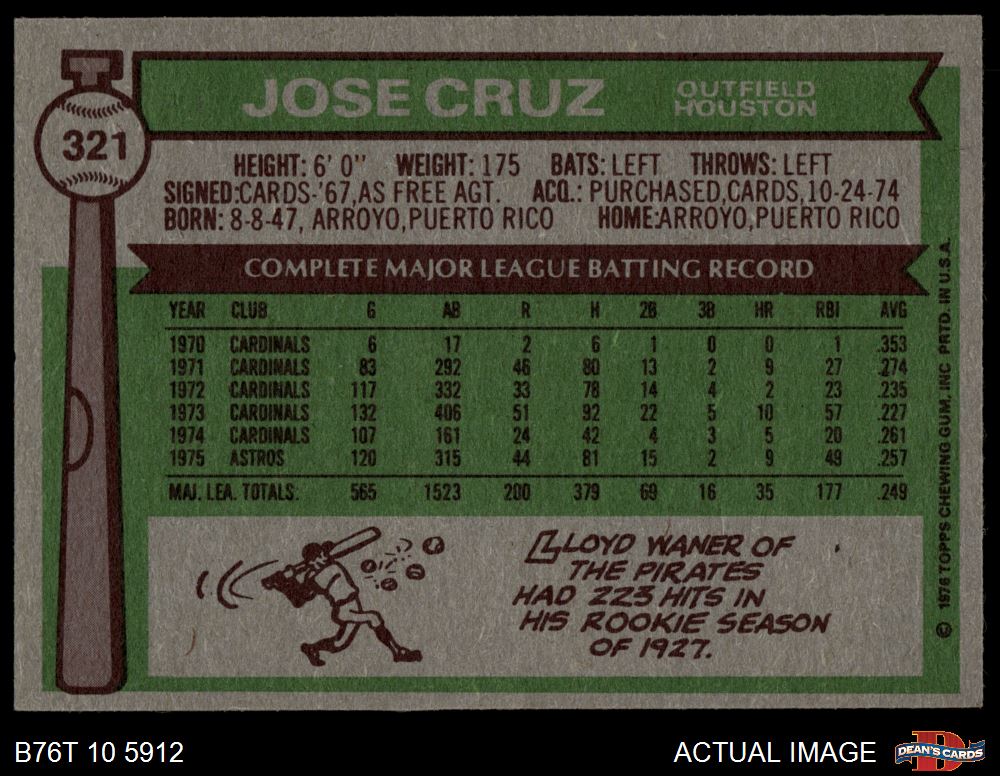 321
JOSE CRUZ
OUTFIELD
HOUSTON
HEIGHT: 6' 0" WEIGHT: 175 BATS: LEFT THROWS: LEFT
SIGNED:CARDS-'67,AS FREE AGT. ACQ.: PURCHASED,CARDS,10-24-74
BORN: 8-8-47, ARROYO,PUERTO RICO HOME:ARROYO,PUERTO RICO
COMPLETE MAJOR LEAGUE BATTING RECORD
YEAR CLUB G AB R H 2B 3B HR RBI AVG
1970 CARDINALS 6 17 2 6 1 0 0 1 .353
1971 CARDINALS 83 292 46 80 13 2 9 27 .274
1972 CARDINALS 117 332 33 78 14 4 2 23 .235
1973 CARDINALS 132 406 51 92 22 5 10 57 .227
1974 CARDINALS 107 161 24 42 4 3 5 20 .261
1975 ASTROS 120 315 44 81 15 2 9 49 .257
MAJ. LEA. TOTALS: 565 1523 200 379 69 16 35 177 .249
LLOYD WANER OF
THE PIRATES
HAD 223 HITS IN
HIS ROOKIE SEASON
OF 1927.
© 1976 TOPPS CHEWING GUM, INC PRTD. IN U.S.A.
B76T 10 5912
ACTUAL IMAGE
D
DEAN'S CARDS